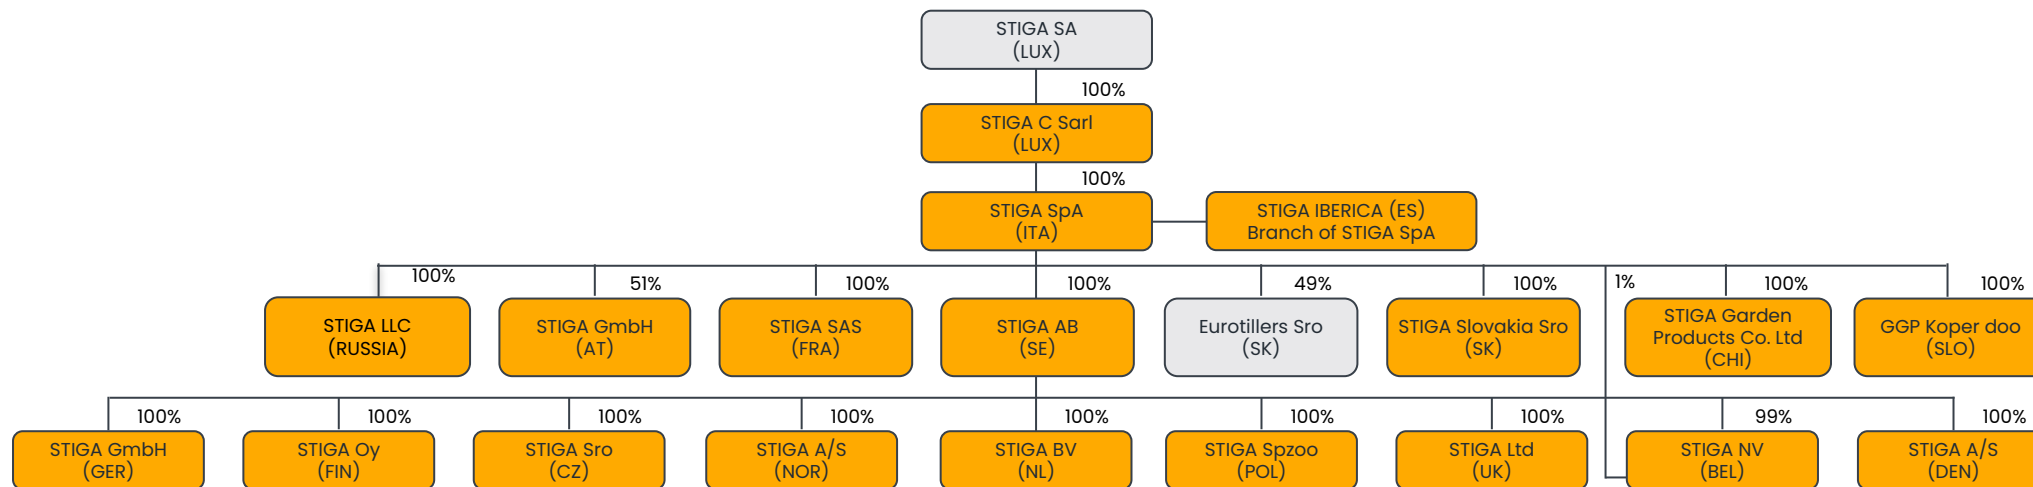 STIGA SA
(LUX)
100%
STIGA C Sarl
(LUX)
100%
STIGA SpA
(ITA)
STIGA IBERICA (ES)
Branch of STIGA SpA
100%
51%
100%
100%
49%
100%
1%
100%
100%
STIGA LLC
(RUSSIA)
STIGA GmbH
(AT)
STIGA SAS
(FRA)
STIGA AB
(SE)
Eurotillers Sro
(SK)
STIGA Slovakia Sro
(SK)
STIGA Garden
Products Co. Ltd
(CHI)
GGP Koper doo
(SLO)
100%
100%
100%
100%
100%
100%
100%
99%
100%
STIGA GmbH
(GER)
STIGA Oy
(FIN)
STIGA Sro
(CZ)
STIGA A/S
(NOR)
STIGA BV
(NL)
STIGA Spzoo
(POL)
STIGA Ltd
(UK)
STIGA NV
(BEL)
STIGA A/S
(DEN)